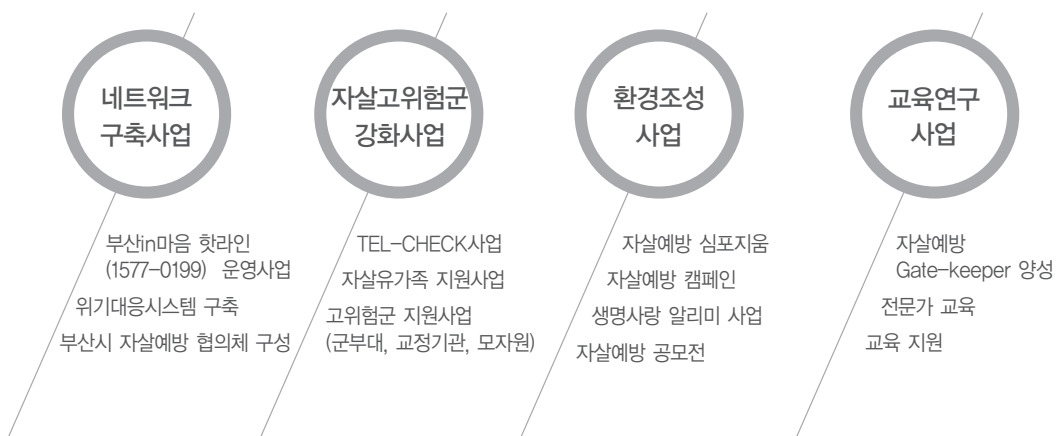 네트워크
구축사업
부산in마음 핫라인
(1577-0199) 운영사업
위기대응시스템 구축
부산시 자살예방 협의체 구성
자살고위험군
강화사업
TEL-CHECK사업
자살유가족 지원사업
고위험군 지원사업
(군부대, 교정기관, 모자원)
환경조성
사업
자살예방 심포지움
자살예방 캠페인
생명사랑 알리미 사업
자살예방 공모전
교육연구
사업
자살예방
Gate-keeper 양성
전문가 교육
교육 지원